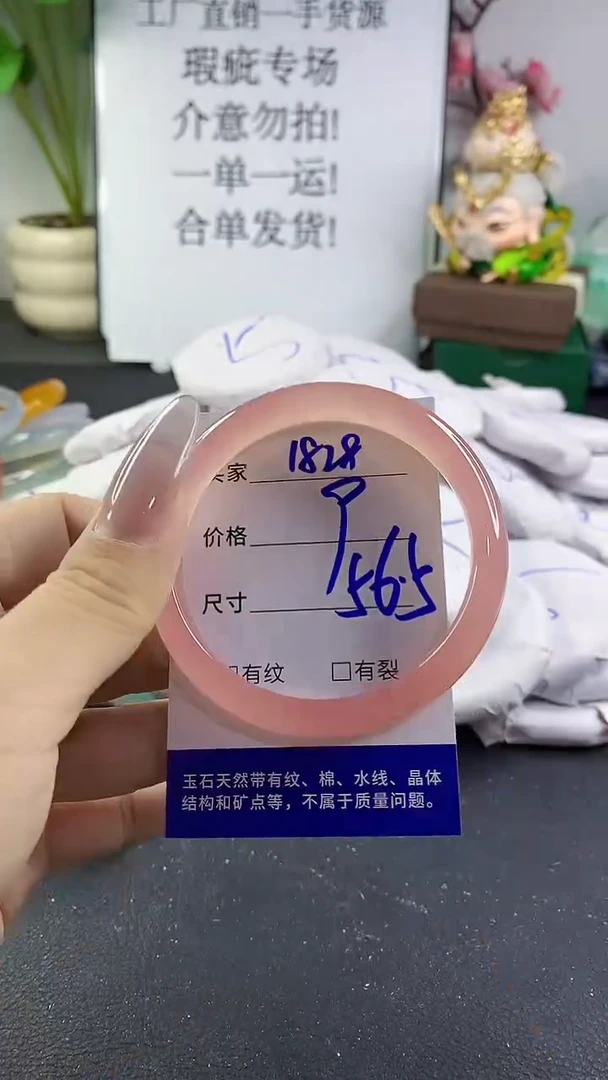 工厂直销一手货源
瑕疵专场
介意勿拍!
一单一运!
合单发货!
家 1828
价格
尺寸 56.5
有纹 □有裂
玉石天然带有纹、棉、水线、晶体
结构和矿点等，不属于质量问题。